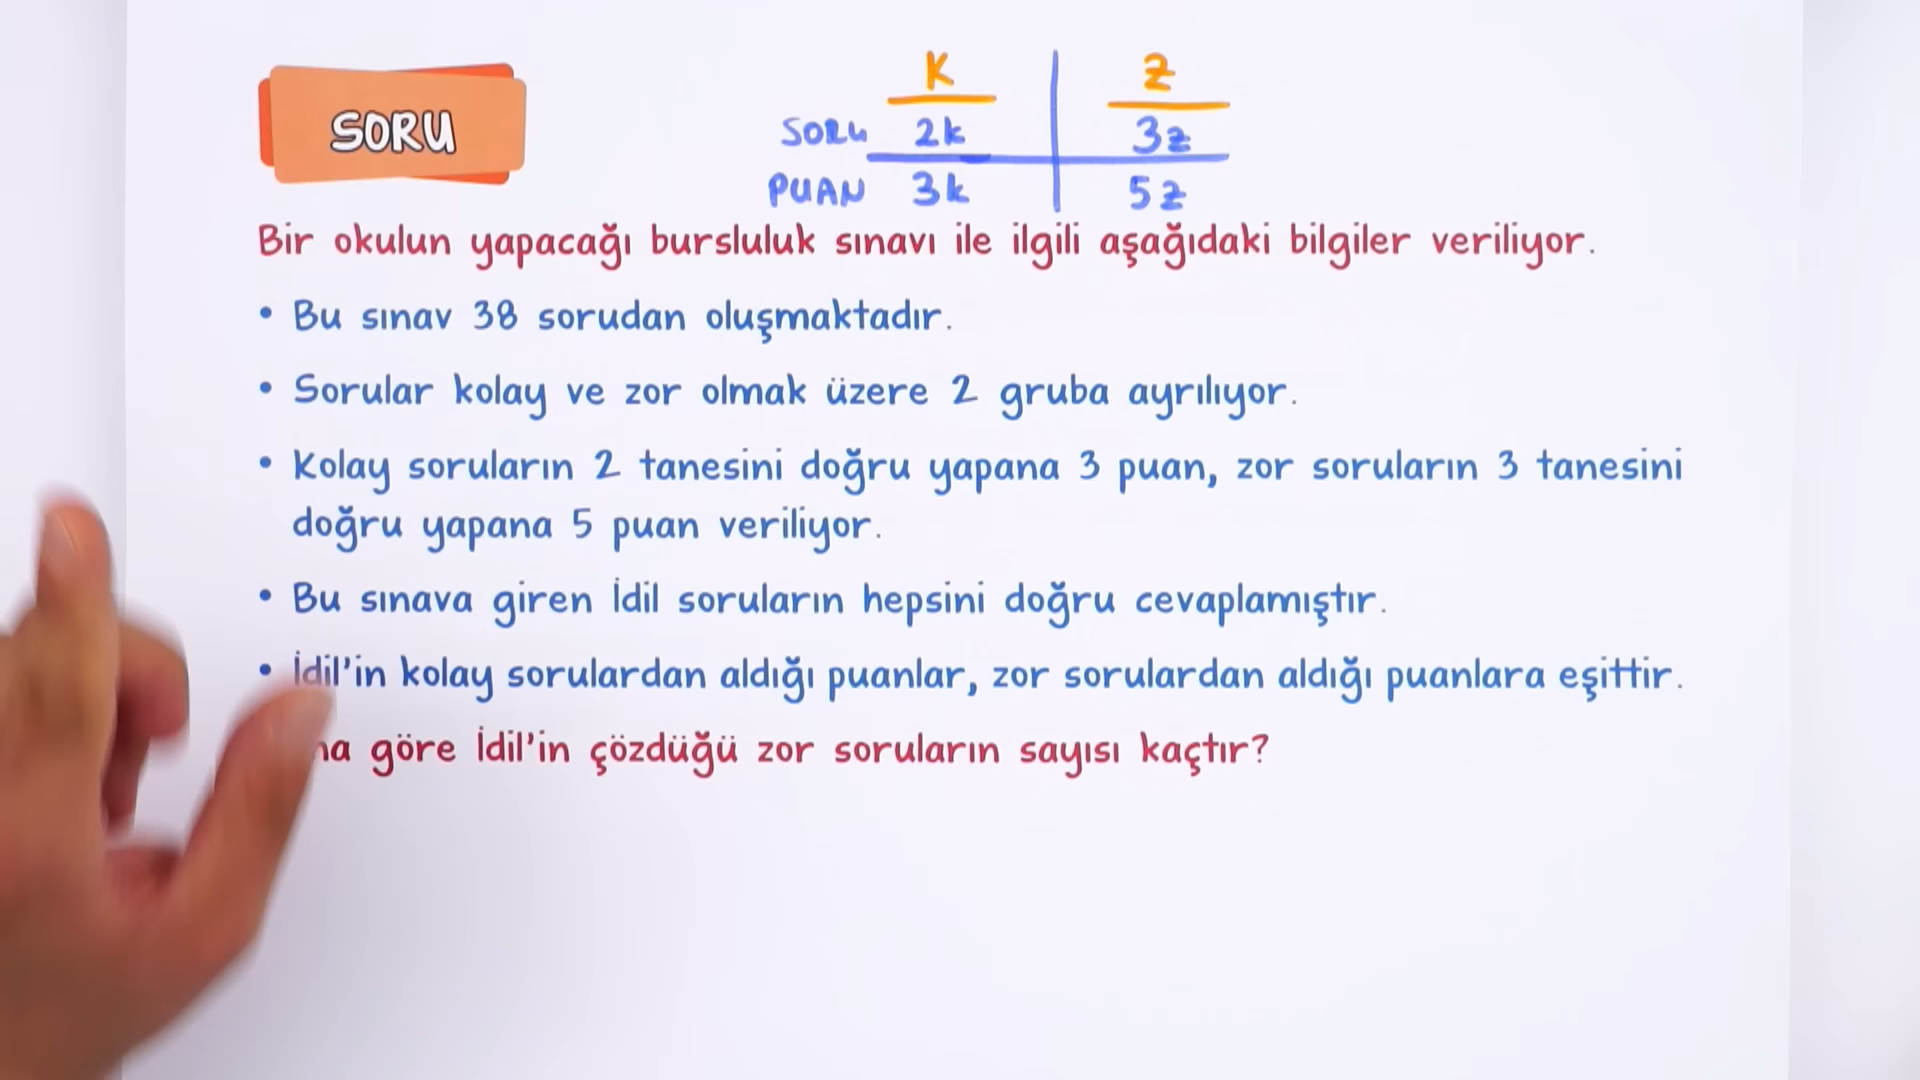 K Z
SORU
SORU 2k 3z
PUAN 3k 5z
Bir okulun yapacağı bursluluk sınavı ile ilgili aşağıdaki bilgiler veriliyor.
• Bu sınav 38 sorudan oluşmaktadır.
• Sorular kolay ve zor olmak üzere 2 gruba ayrılıyor.
• Kolay soruların 2 tanesini doğru yapana 3 puan, zor soruların 3 tanesini
doğru yapana 5 puan veriliyor.
• Bu sınava giren İdil soruların hepsini doğru cevaplamıştır.
• İdil'in kolay sorulardan aldığı puanlar, zor sorulardan aldığı puanlara eşittir.
göre İdil'in çözdüğü zor soruların sayısı kaçtır?